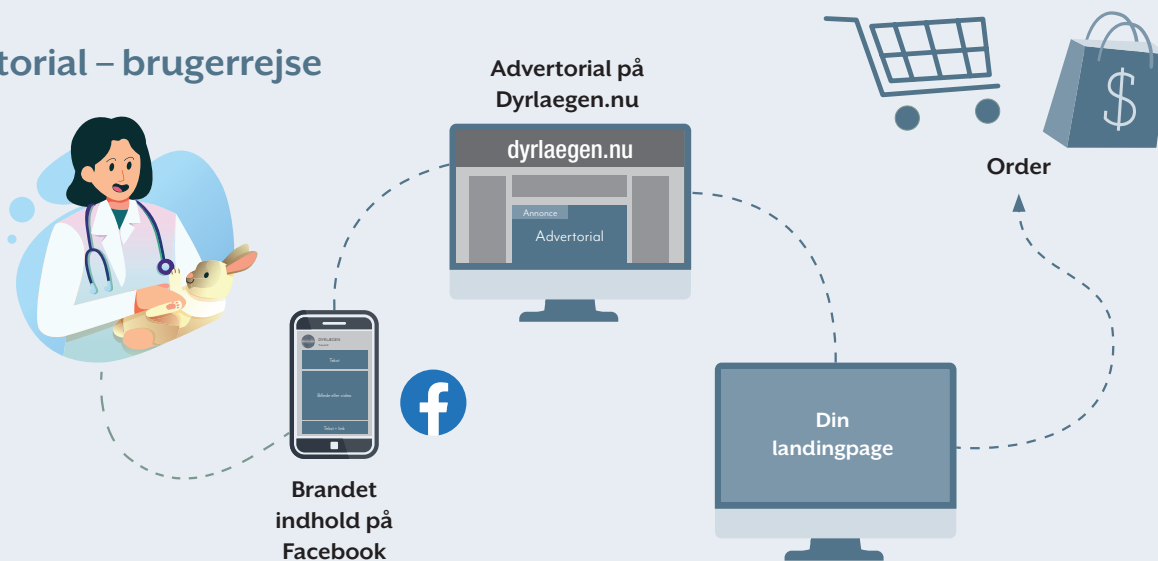 torial – brugerrejse
Advertorial på
Dyrlaegen.nu
dyrlaegen.nu
Annonce
Advertorial
$
Order
DYRLÆGEN
Tekst
Billede eller video
Tekst + link
Brandet
indhold på
Facebook
Din
landingpage